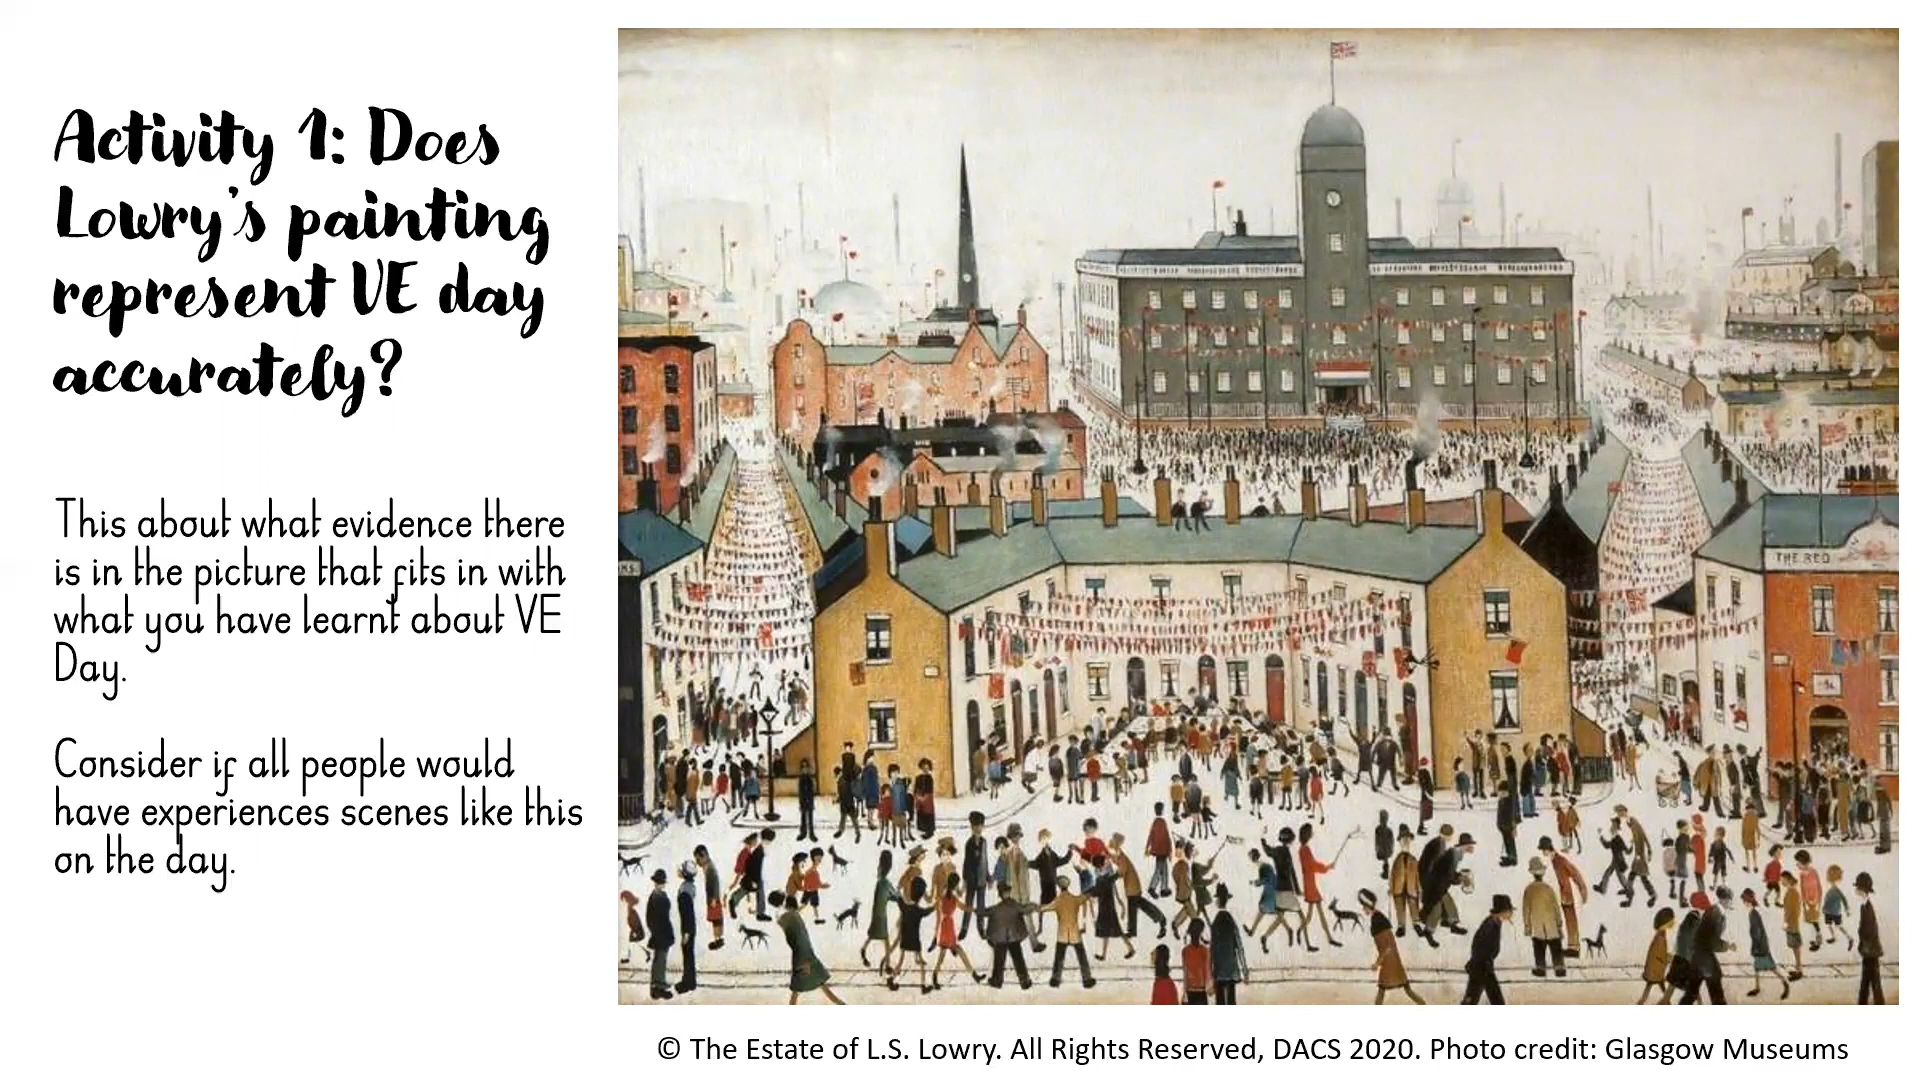 Activity 1: Does
Lowry's painting
represent VE day
accurately?
This about what evidence there
is in the picture that fits in with
what you have learnt about VE
Day.
Consider if all people would
have experiences scenes like this
on the day.
THE RED
© The Estate of L.S. Lowry. All Rights Reserved, DACS 2020. Photo credit: Glasgow Museums